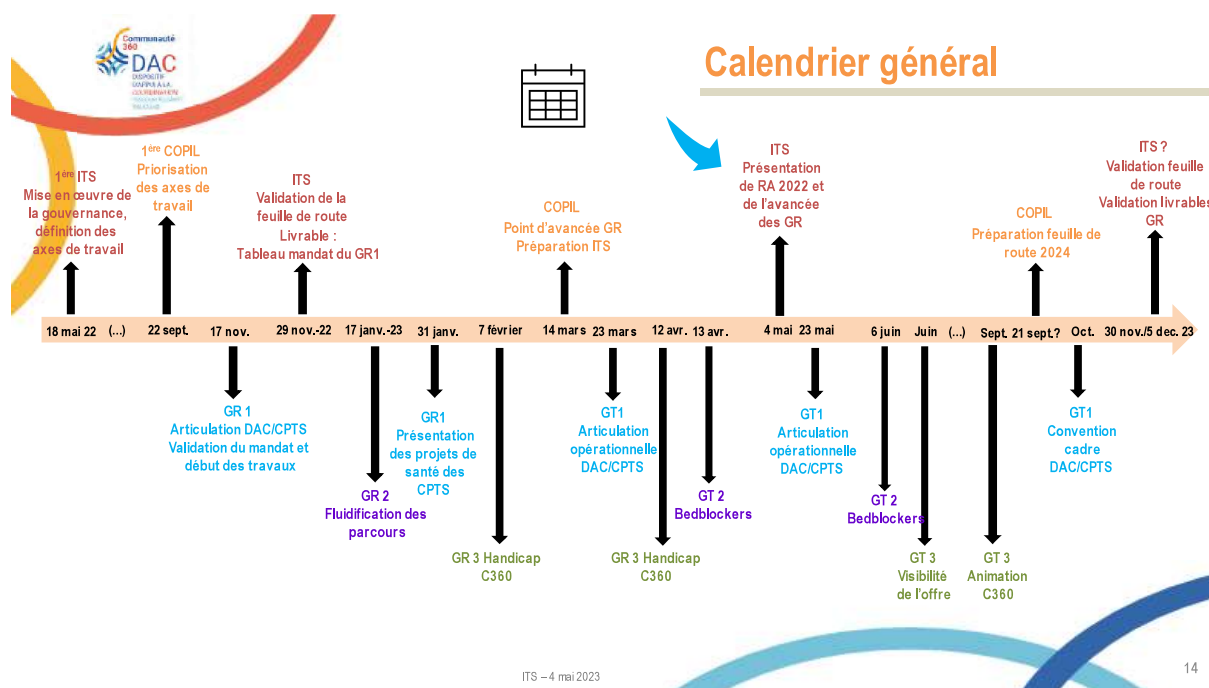 Communauté
360
DAC
DISPOSITIF
D'APPUI À LA
COORDINATION
Calendrier général
1ère ITS
Mise en œuvre de
la gouvernance,
définition des
axes de travail
1ère COPIL
Priorisation
des axes de
travail
ITS
Validation de la
feuille de route
Livrable :
Tableau mandat du GR1
COPIL
Point d'avancée GR
Préparation ITS
ITS
Présentation
de RA 2022 et
de l'avancée
des GR
COPIL
Préparation feuille de
route 2024
ITS ?
Validation feuille
de route
Validation livrables
GR
18 mai 22 (...) 22 sept. 17 nov. 29 nov.-22 17 janv.-23 31 janv. 7 février 14 mars 23 mars 12 avr. 13 avr. 4 mai 23 mai 6 juin Juin (...) Sept. 21 sept.? Oct. 30 nov./5 dec. 23
GR 1
Articulation DAC/CPTS
Validation du mandat et
début des travaux
GR 2
Fluidification des
parcours
GR1
Présentation
des projets de
santé des
CPTS
GR 3 Handicap
C360
GT1
Articulation
opérationnelle
DAC/CPTS
GR 3 Handicap
C360
GT 2
Bedblockers
GT1
Articulation
opérationnelle
DAC/CPTS
GT 2
Bedblockers
GT 3
Visibilité
de l'offre
GT 3
Animation
C360
GT1
Convention
cadre
DAC/CPTS
ITS – 4 mai 2023
14